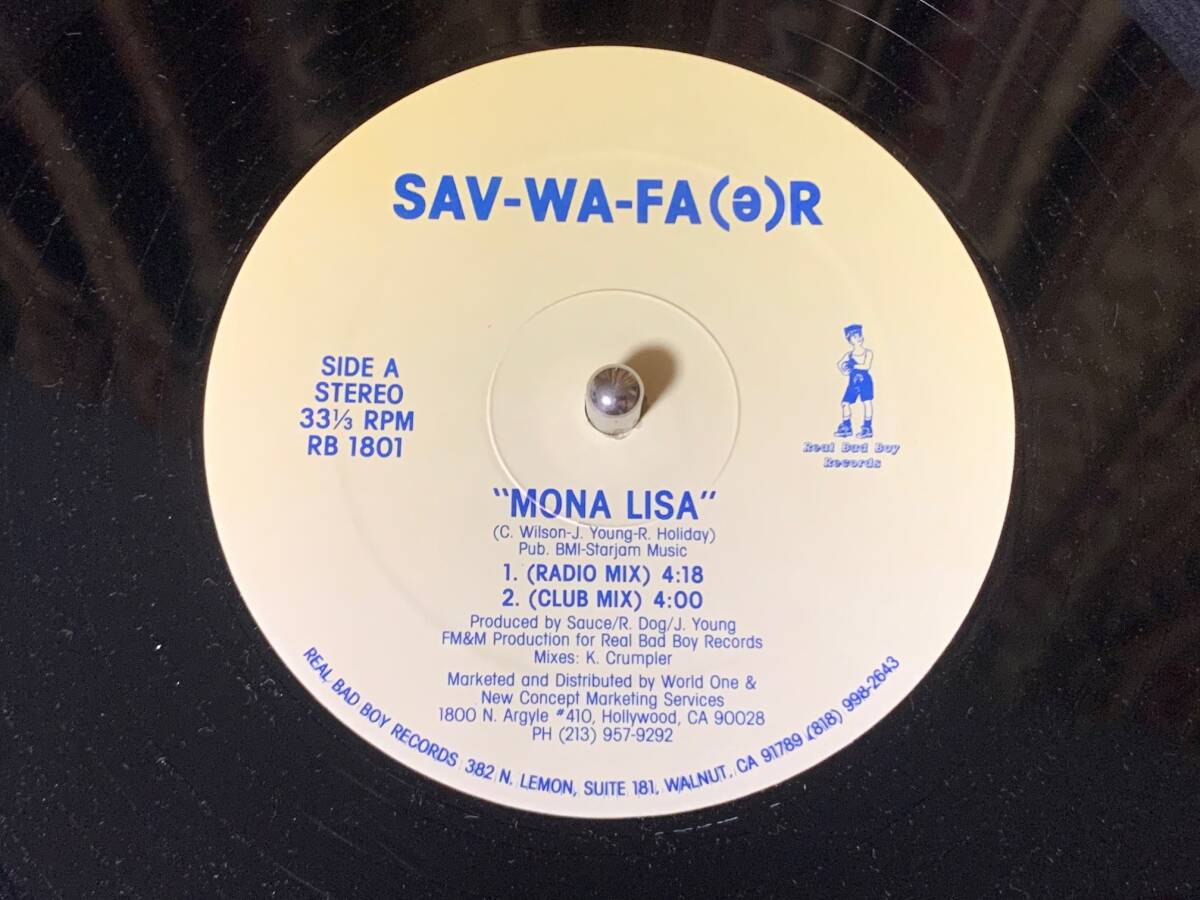 SAV-WA-FA(ə)R
SIDE A
STEREO
33⅓ RPM
RB 1801
Real Bad Boy
Records
"MONA LISA"
(C. Wilson-J. Young-R. Holiday)
Pub. BMI-Starjam Music
1. (RADIO MIX) 4:18
2. (CLUB MIX) 4:00
Produced by Sauce/R. Dog/J. Young
FM&M Production for Real Bad Boy Records
Mixes: K. Crumpler
Marketed and Distributed by World One &
New Concept Marketing Services
1800 N. Argyle #410, Hollywood, CA 90028
PH (213) 957-9292
REAL BAD BOY RECORDS 382 N. LEMON, SUITE 181, WALNUT, CA 91789 (818) 998-2643